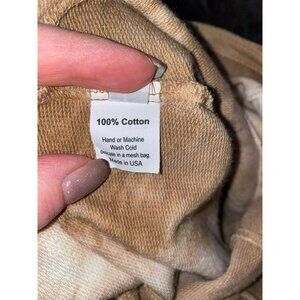 100% Cotton
Hand or Machine
Wash Cold
Delicate in a mesh bag.
Made in USA